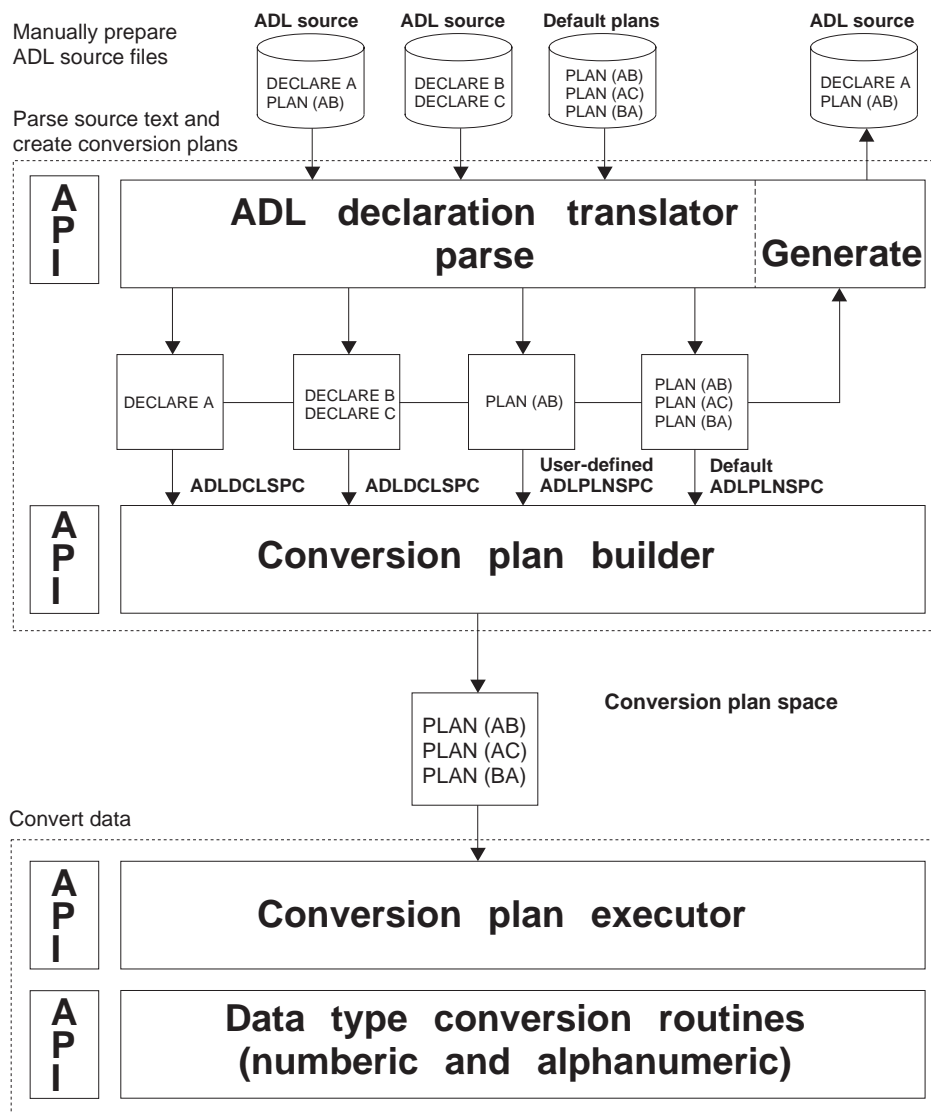 Manually prepare
ADL source files
ADL source
ADL source
Default plans
ADL source
DECLARE A
PLAN (AB)
DECLARE B
DECLARE C
PLAN (AB)
PLAN (AC)
PLAN (BA)
DECLARE A
PLAN (AB)
Parse source text and
create conversion plans
A
P
I
ADL declaration translator
parse
Generate
DECLARE A
DECLARE B
DECLARE C
PLAN (AB)
PLAN (AB)
PLAN (AC)
PLAN (BA)
ADLDCLSPC
ADLDCLSPC
User-defined
ADLPLNSPC
Default
ADLPLNSPC
A
P
I
Conversion plan builder
Conversion plan space
PLAN (AB)
PLAN (AC)
PLAN (BA)
Convert data
A
P
I
Conversion plan executor
A
P
I
Data type conversion routines
(numberic and alphanumeric)